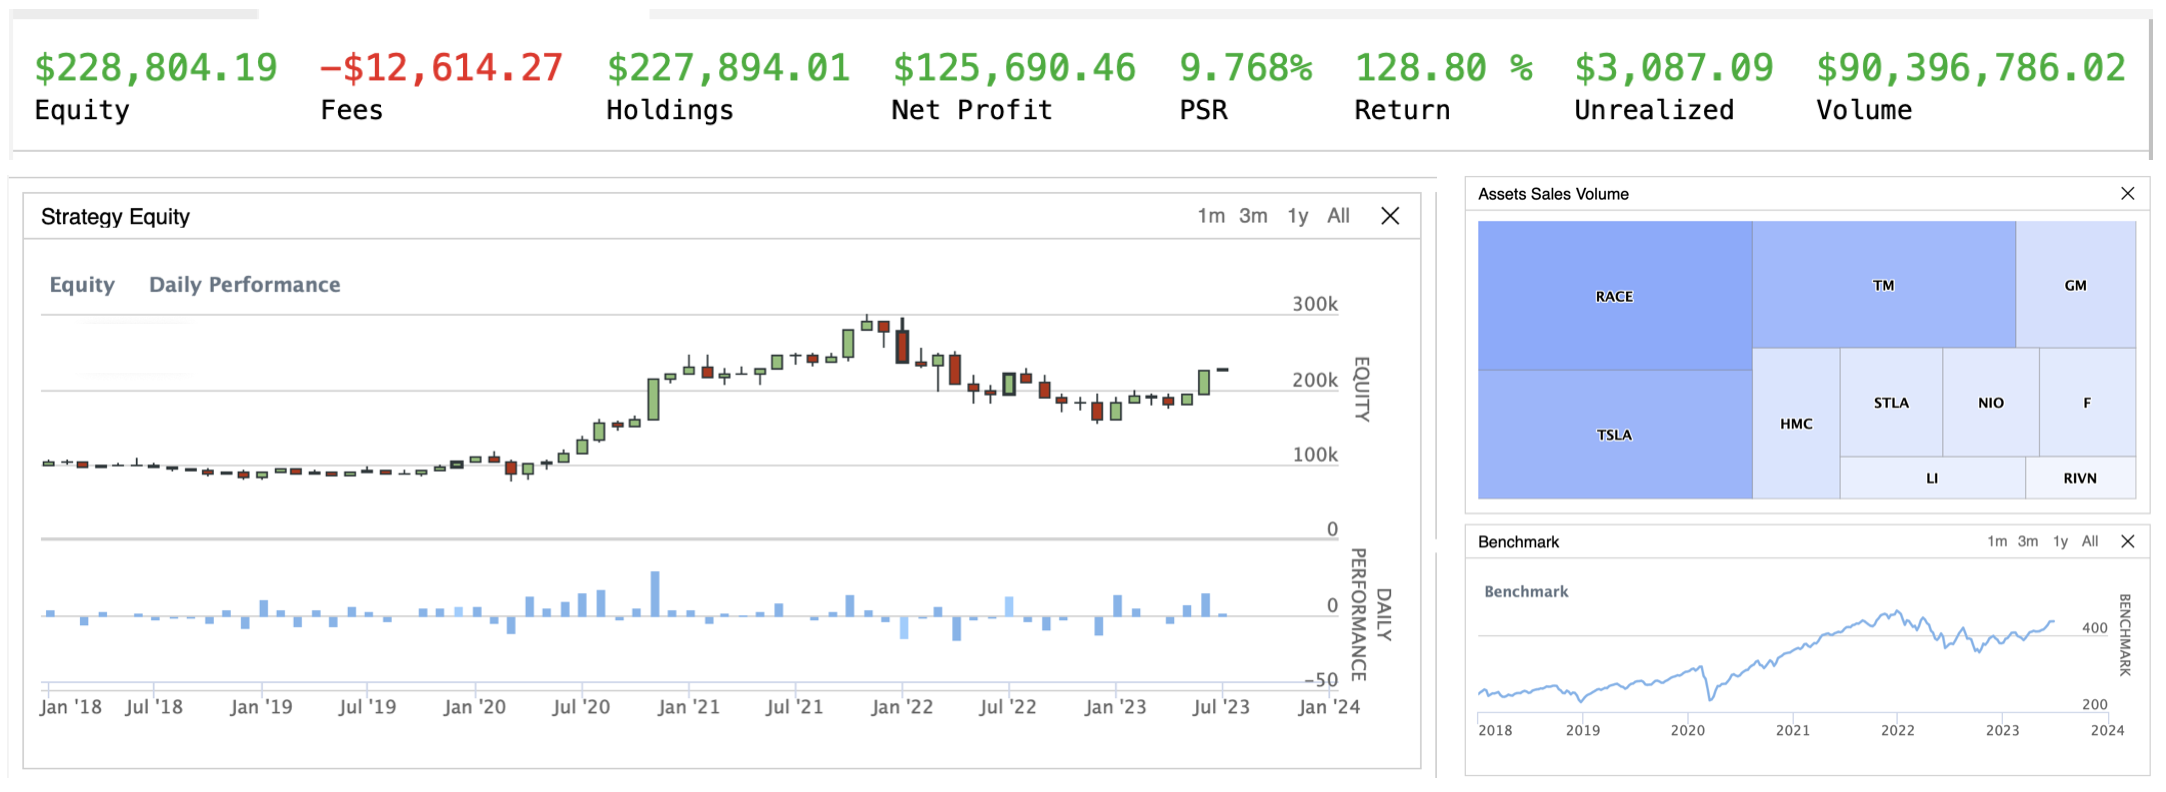 $228,804.19 -$12,614.27 $227,894.01 $125,690.46 9.768% 128.80 % $3,087.09 $90,396,786.02
Equity Fees Holdings Net Profit PSR Return Unrealized Volume
Strategy Equity 1m 3m 1y All
Equity Daily Performance
300k
200k
100k
0
EQUITY
0
-50
DAILY
PERFORMANCE
Jan '18 Jul '18 Jan '19 Jul '19 Jan '20 Jul '20 Jan '21 Jul '21 Jan '22 Jul '22 Jan '23 Jul '23 Jan '24
Assets Sales Volume
RACE
TM
GM
TSLA
HMC
STLA
NIO
F
LI
RIVN
Benchmark 1m 3m 1y All
Benchmark
400
200
BENCHMARK
2018 2019 2020 2021 2022 2023 2024